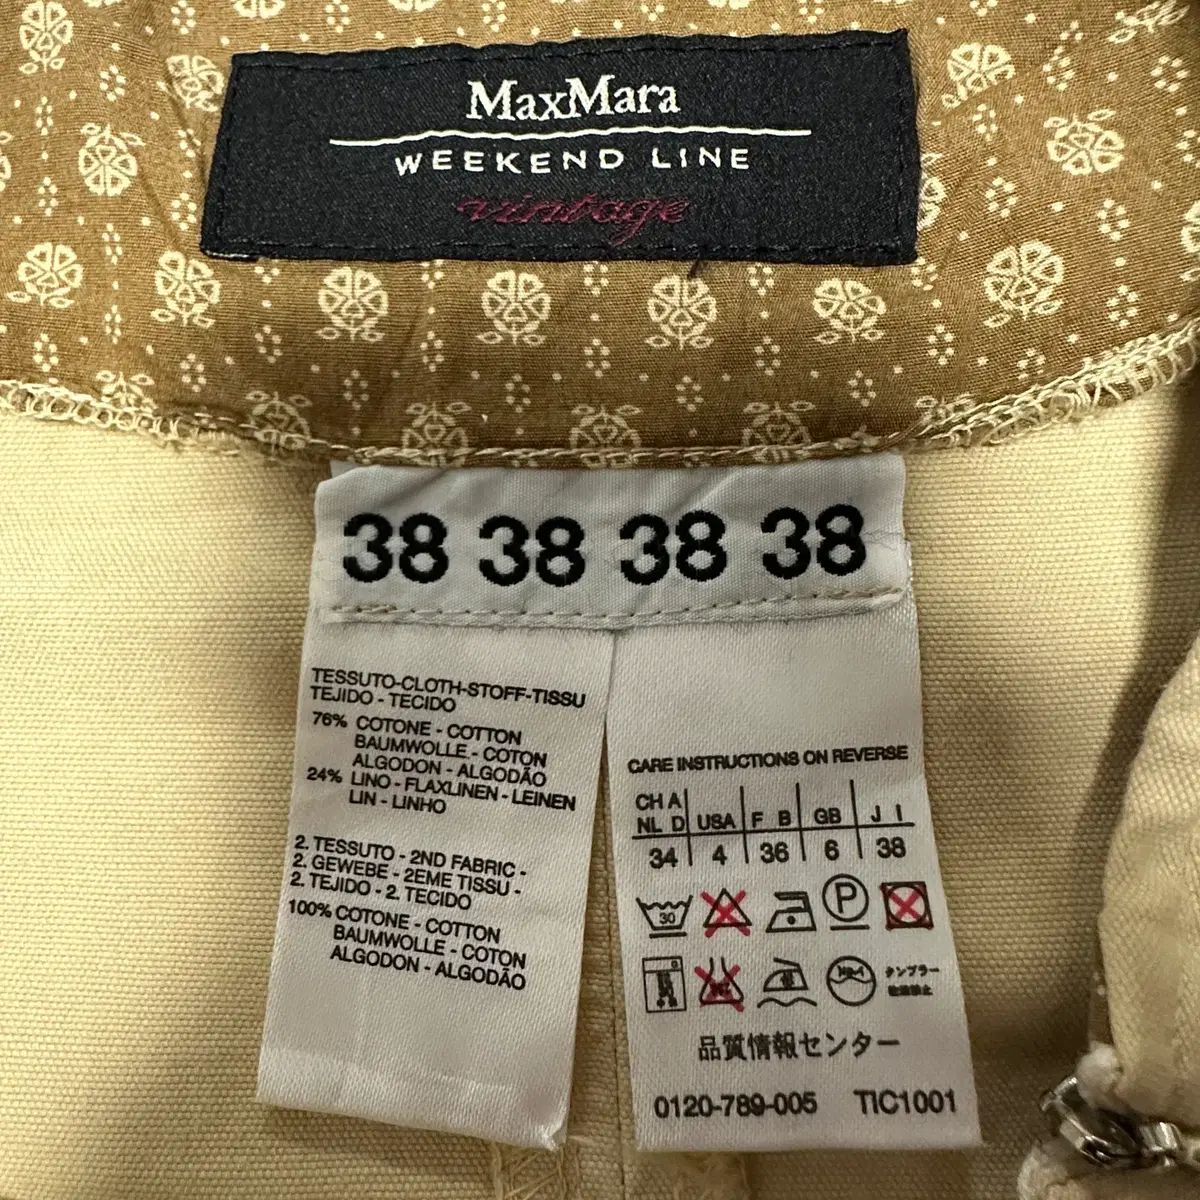 MaxMara
WEEKEND LINE
vintage
38 38 38 38
TESSUTO-CLOTH-STOFF-TISSU
TEJIDO - TECIDO
76% COTONE - COTTON
BAUMWOLLE - COTON
ALGODON - ALGODÃO
24% LINO - FLAXLINEN - LEINEN
LIN - LINHO
2. TESSUTO - 2ND FABRIC -
2. GEWEBE - 2EME TISSU -
2. TEJIDO - 2. TECIDO
100% COTONE - COTTON
BAUMWOLLE - COTON
ALGODON - ALGODÃO
CARE INSTRUCTIONS ON REVERSE
CH A
NL D USA F B GB J I
34 4 36 6 38
30 P
タンブラー
乾燥禁止
品質情報センター
0120-789-005 TIC1001